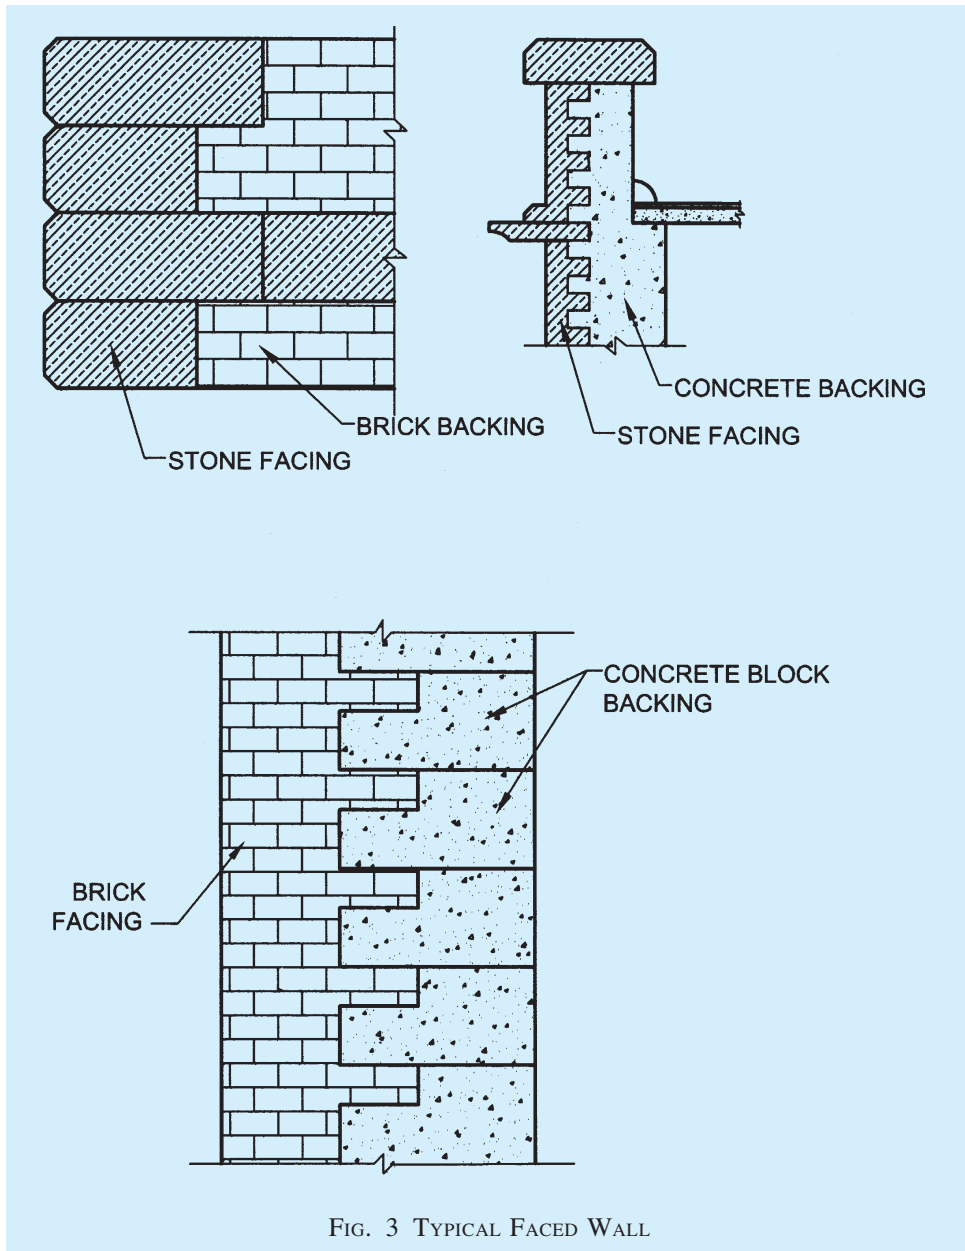 CONCRETE BACKING
BRICK BACKING
STONE FACING
STONE FACING
CONCRETE BLOCK
BACKING
BRICK
FACING
FIG. 3 TYPICAL FACED WALL